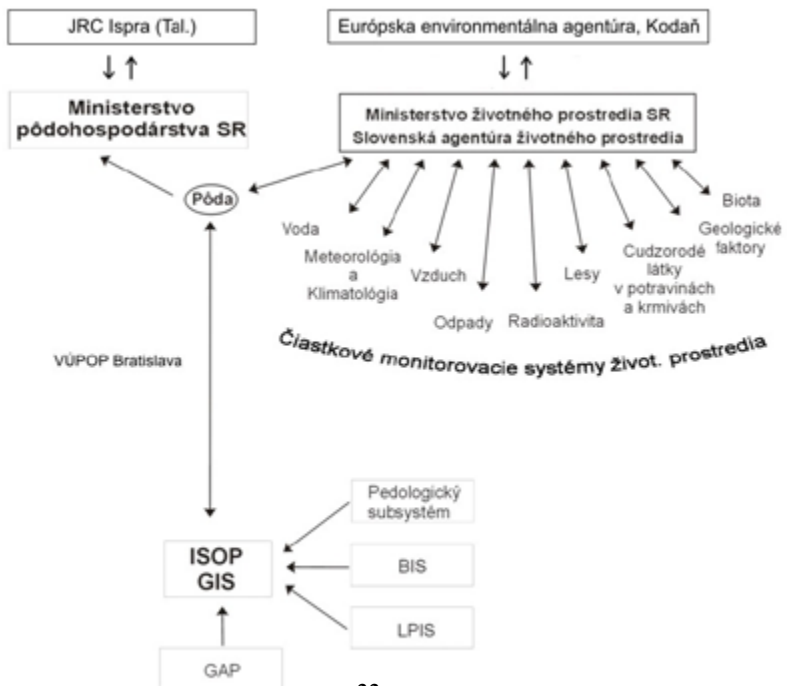 JRC Ispra (Tal.)
Európska environmentálna agentúra, Kodaň
Ministerstvo
pôdohospodárstva SR
Ministerstvo životného prostredia SR
Slovenská agentúra životného prostredia
Pôda
Voda
Meteorológia
a
Klimatológia
Vzduch
Odpady
Radioaktivita
Lesy
Cudzorodé
látky
v potravinách
a krmivách
Geologické
faktory
Biota
Čiastkové monitorovacie systémy život. prostredia
VÚPOP Bratislava
Pedologický
subsystém
ISOP
GIS
BIS
LPIS
GAP